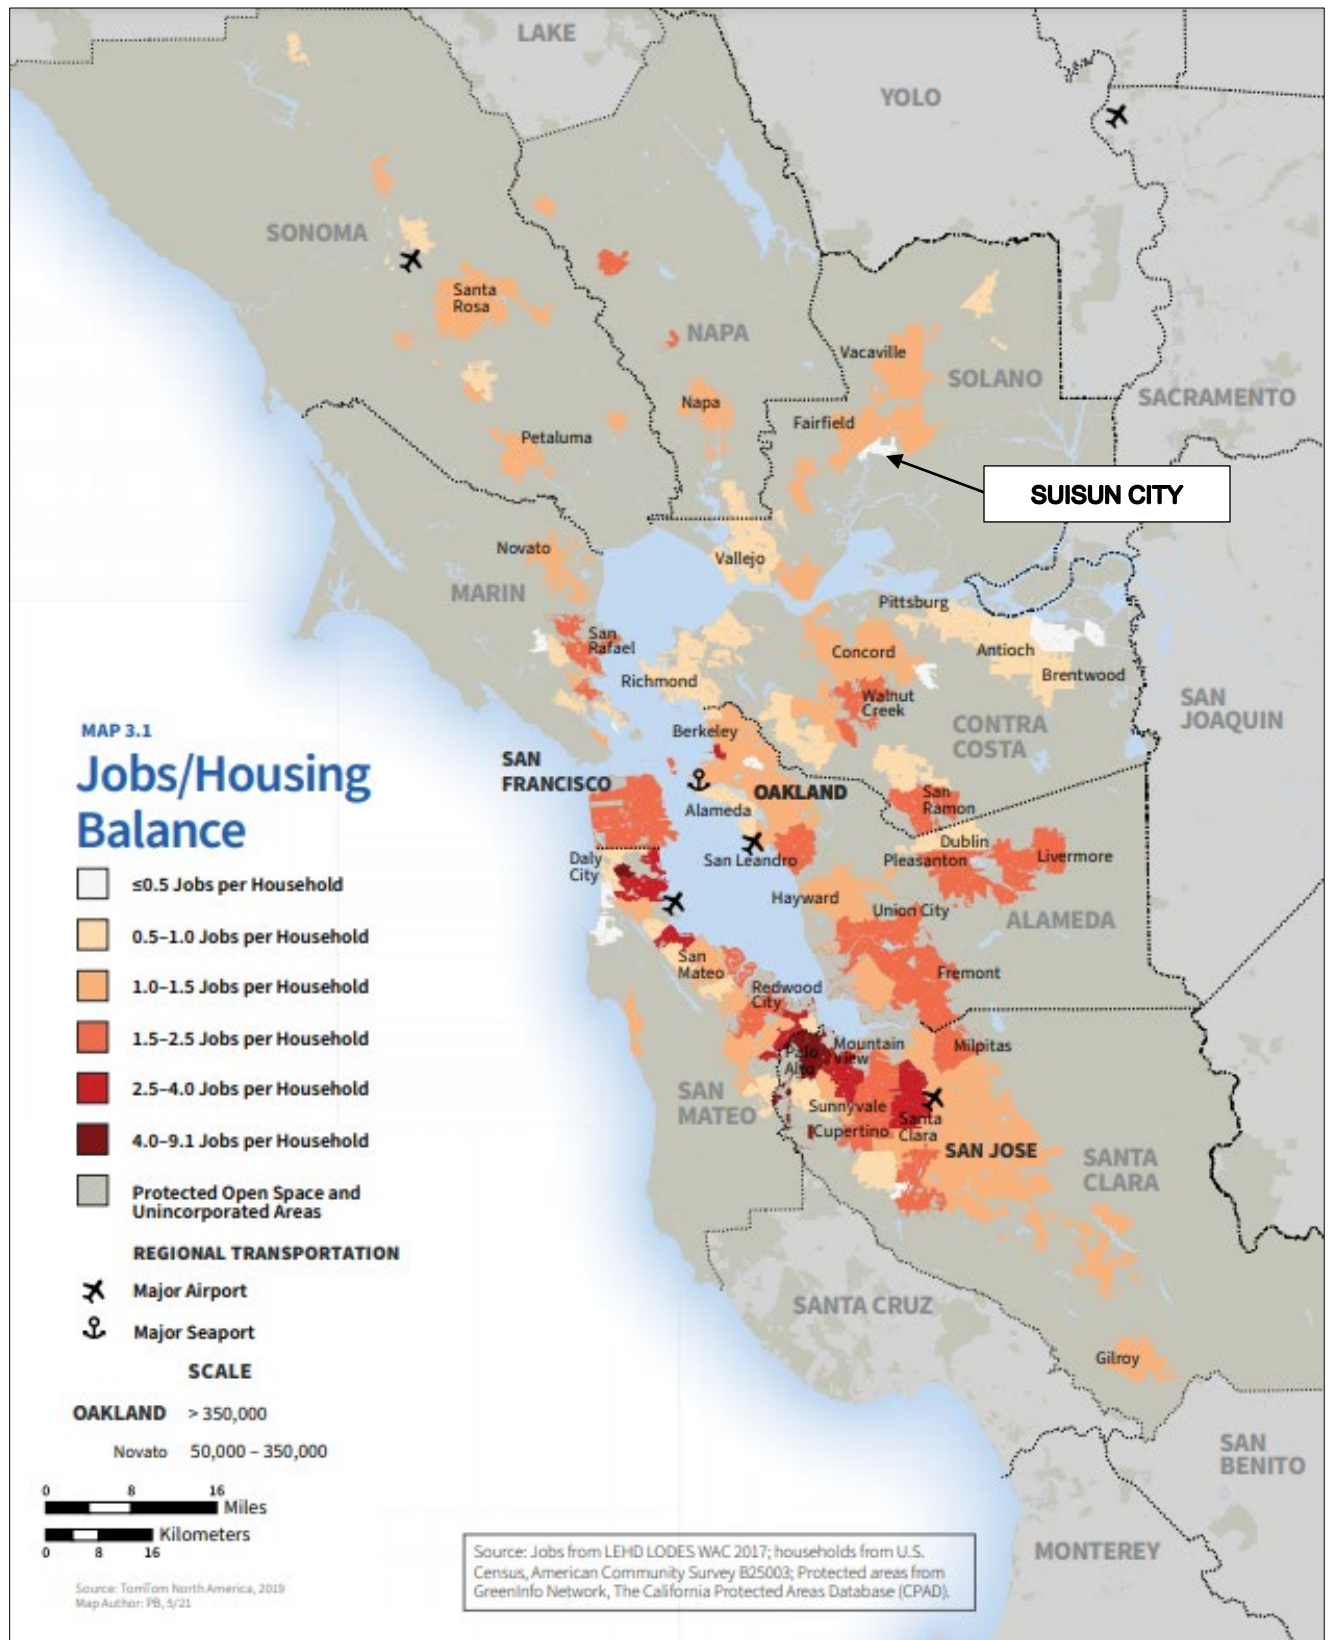 LAKE
YOLO
SONOMA
Santa
Rosa
NAPA
Vacaville
SOLANO
SACRAMENTO
Napa
Fairfield
Petaluma
SUISUN CITY
Novato
Vallejo
MARIN
Pittsburg
San
Rafael
Concord
Antioch
Richmond
Brentwood
Walnut
Creek
SAN
JOAQUIN
CONTRA
COSTA
Berkeley
SAN
FRANCISCO
OAKLAND
San
Ramon
Alameda
Dublin
San Leandro
Pleasanton
Livermore
Daly
City
Hayward
Union City
ALAMEDA
San
Mateo
Fremont
Redwood
City
Mountain
View
Milpitas
Palo
Alto
SAN
MATEO
Sunnyvale
Santa
Clara
Cupertino
SAN JOSE
SANTA
CLARA
SANTA CRUZ
Gilroy
SAN
BENITO
MONTEREY
MAP 3.1
Jobs/Housing
Balance
≤0.5 Jobs per Household
0.5–1.0 Jobs per Household
1.0–1.5 Jobs per Household
1.5–2.5 Jobs per Household
2.5–4.0 Jobs per Household
4.0–9.1 Jobs per Household
Protected Open Space and
Unincorporated Areas
REGIONAL TRANSPORTATION
Major Airport
Major Seaport
SCALE
OAKLAND > 350,000
Novato 50,000 – 350,000
0 8 16
Miles
Kilometers
0 8 16
Source: TomTom North America, 2019
Map Author: PB, 5/21
Source: Jobs from LEHD LODES WAC 2017; households from U.S.
Census, American Community Survey B25003; Protected areas from
GreenInfo Network, The California Protected Areas Database (CPAD).